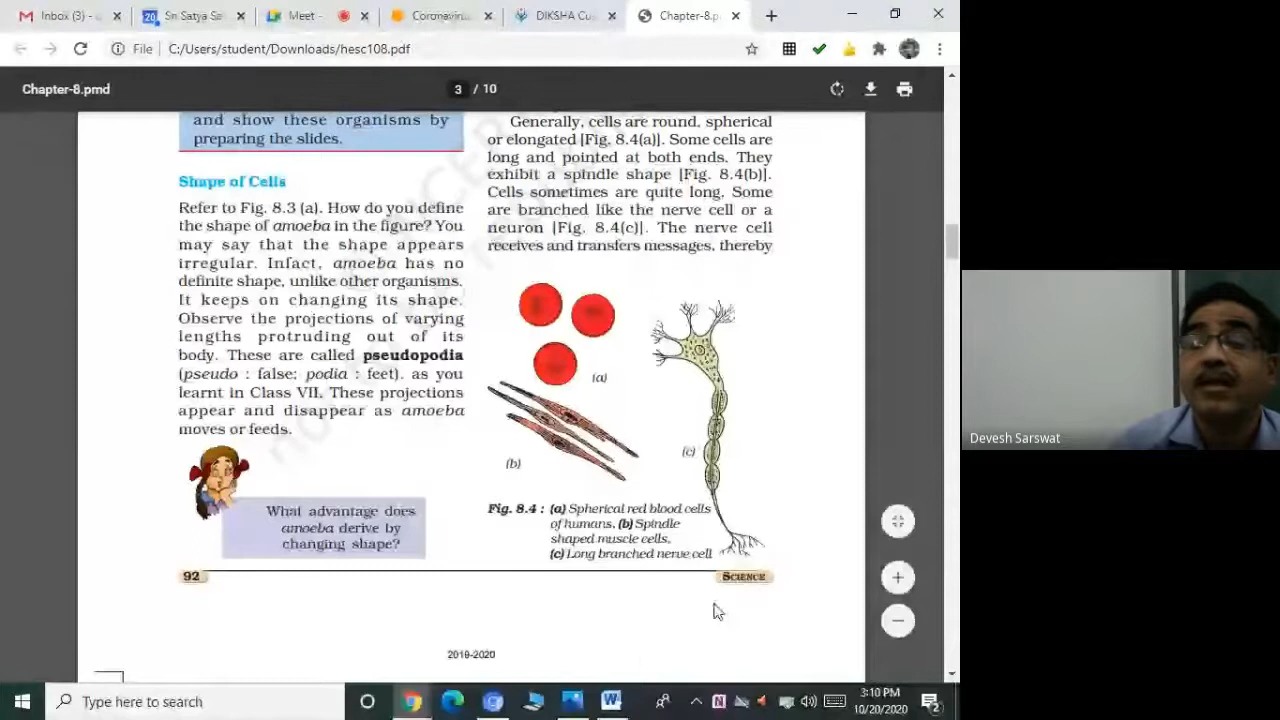 Inbox (3) -
20
Sri Satya Sa
Meet -
Coronavirus
DIKSHA Cu
Chapter-8.p
File
C:/Users/student/Downloads/hesc108.pdf
Chapter-8.pmd
3 / 10
and show these organisms by
preparing the slides.
Shape of Cells
Refer to Fig. 8.3 (a). How do you define
the shape of amoeba in the figure? You
may say that the shape appears
irregular. Infact, amoeba has no
definite shape, unlike other organisms.
It keeps on changing its shape.
Observe the projections of varying
lengths protruding out of its
body. These are called pseudopodia
(pseudo : false; podia : feet), as you
learnt in Class VII. These projections
appear and disappear as amoeba
moves or feeds.
What advantage does
amoeba derive by
changing shape?
Generally, cells are round, spherical
or elongated [Fig. 8.4(a)]. Some cells are
long and pointed at both ends. They
exhibit a spindle shape [Fig. 8.4(b)].
Cells sometimes are quite long. Some
are branched like the nerve cell or a
neuron [Fig. 8.4(c)]. The nerve cell
receives and transfers messages, thereby
(a)
(b)
(c)
Fig. 8.4 : (a) Spherical red blood cells
of humans, (b) Spindle
shaped muscle cells,
(c) Long branched nerve cell
92
SCIENCE
2019-2020
Devesh Sarswat
Type here to search
3:10 PM
10/20/2020
2